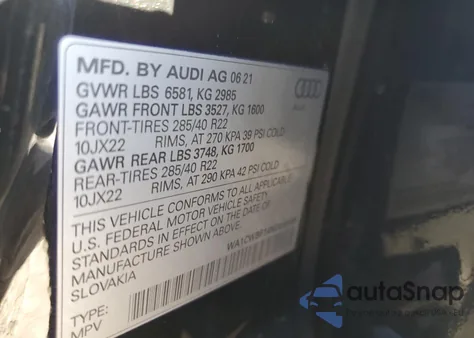 MFD. BY AUDI AG 06 21
GVWR LBS 6581, KG 2985
GAWR FRONT LBS 3527, KG 1600
FRONT-TIRES 285/40 R22
10JX22 RIMS, AT 270 KPA 39 PSI COLD
GAWR REAR LBS 3748, KG 1700
REAR-TIRES 285/40 R22
10JX22 RIMS, AT 290 KPA 42 PSI COLD
THIS VEHICLE CONFORMS TO ALL APPLICABLE
U.S. FEDERAL MOTOR VEHICLE SAFETY
STANDARDS IN EFFECT ON THE DATE OF
MANUFACTURE SHOWN ABOVE.
SLOVAKIA
TYPE:
MPV
autoSnap